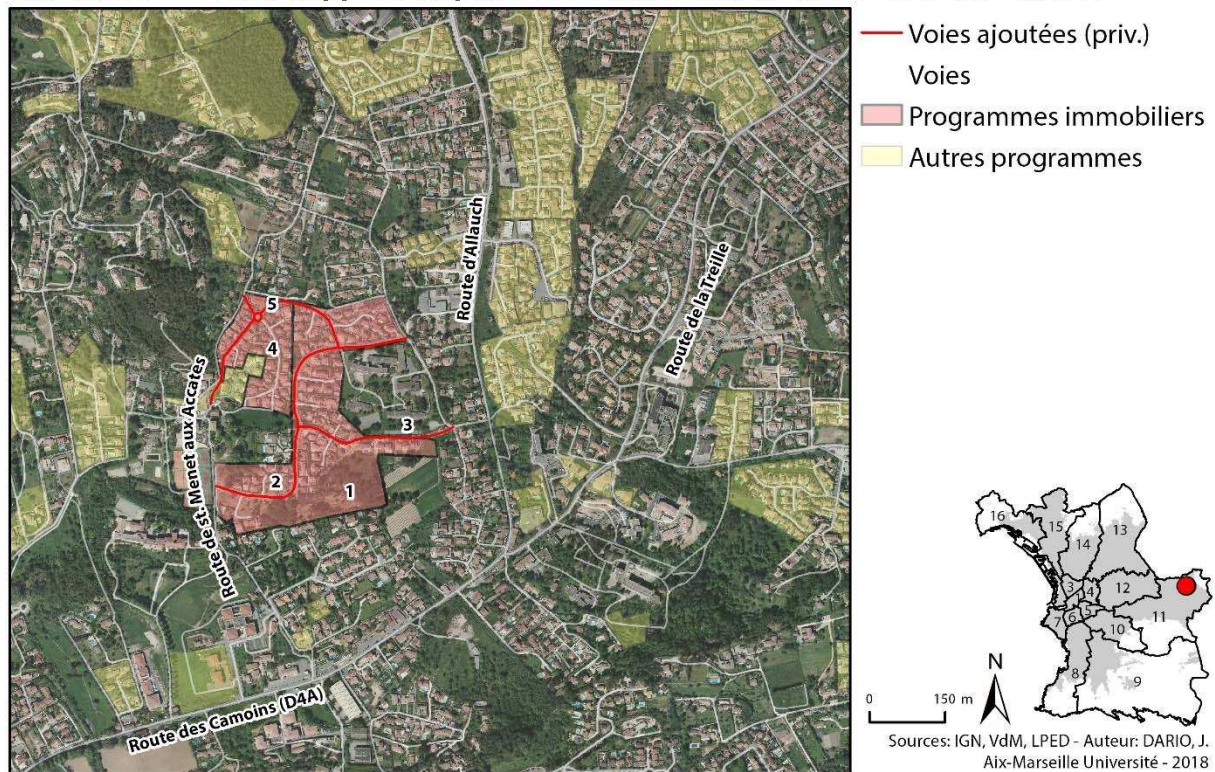 Voies ajoutées (priv.)
Voies
Programmes immobiliers
Autres programmes
Route d'Allauch
Route de la Treille
Route de st. Menet aux Accates
Route des Camoins (D4A)
5
4
3
2
1
16
15
14
13
3
4
12
11
7
6
5
10
8
9
N
0 150 m
Sources: IGN, VdM, LPED - Auteur: DARIO, J.
Aix-Marseille Université - 2018